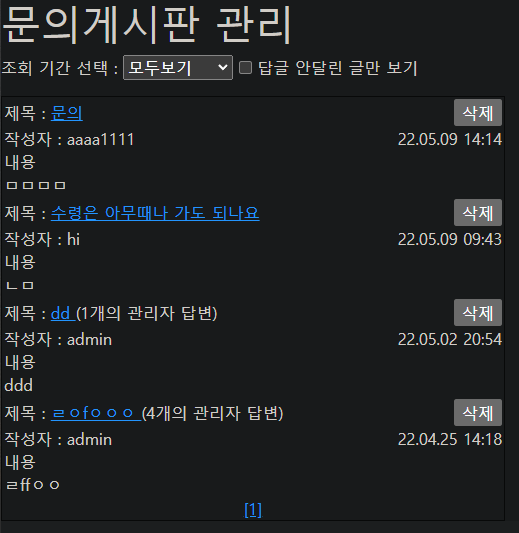 문의게시판 관리
조회 기간 선택 : 모두보기 답글 안달린 글만 보기
제목 : 문의 삭제
작성자 : aaaa1111 22.05.09 14:14
내용
ㅁㅁㅁㅁ
제목 : 수령은 아무때나 가도 되나요 삭제
작성자 : hi 22.05.09 09:43
내용
ㄴㅁ
제목 : dd (1개의 관리자 답변) 삭제
작성자 : admin 22.05.02 20:54
내용
ddd
제목 : ㄹㅇfㅇㅇㅇ (4개의 관리자 답변) 삭제
작성자 : admin 22.04.25 14:18
내용
ㄹffㅇㅇ
[1]